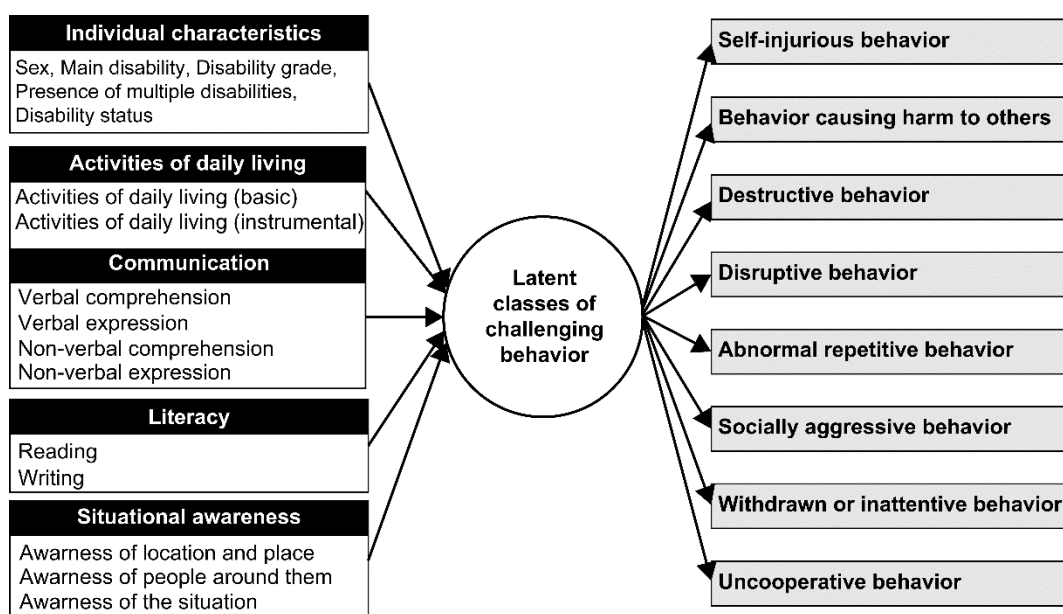 Individual characteristics
Sex, Main disability, Disability grade,
Presence of multiple disabilities,
Disability status
Activities of daily living
Activities of daily living (basic)
Activities of daily living (instrumental)
Communication
Verbal comprehension
Verbal expression
Non-verbal comprehension
Non-verbal expression
Literacy
Reading
Writing
Situational awareness
Awarness of location and place
Awareness of people around them
Awareness of the situation
Latent
classes of
challenging
behavior
Self-injurious behavior
Behavior causing harm to others
Destructive behavior
Disruptive behavior
Abnormal repetitive behavior
Socially aggressive behavior
Withdrawn or inattentive behavior
Uncooperative behavior